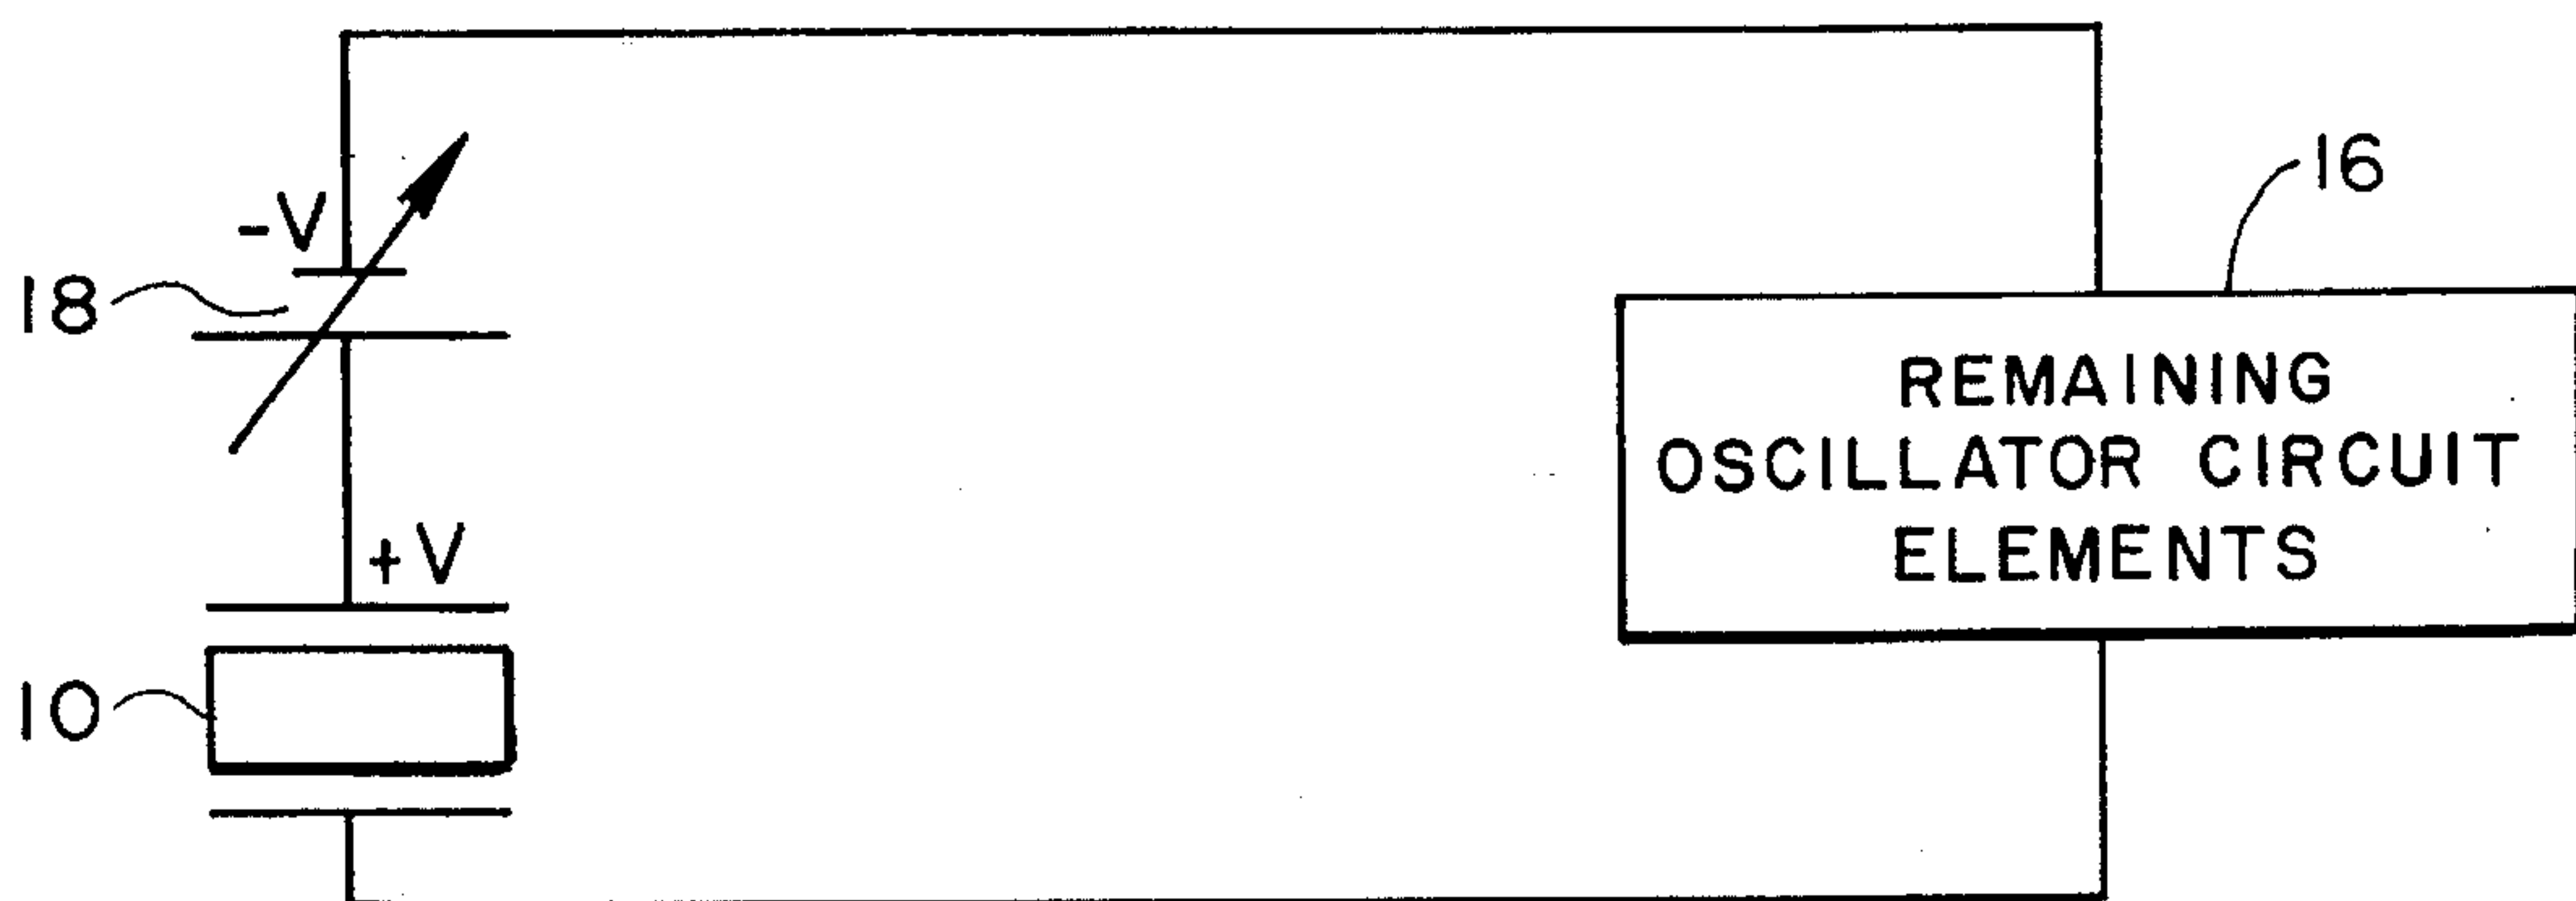 16
-V
18
REMAINING
OSCILLATOR CIRCUIT
ELEMENTS
+V
10